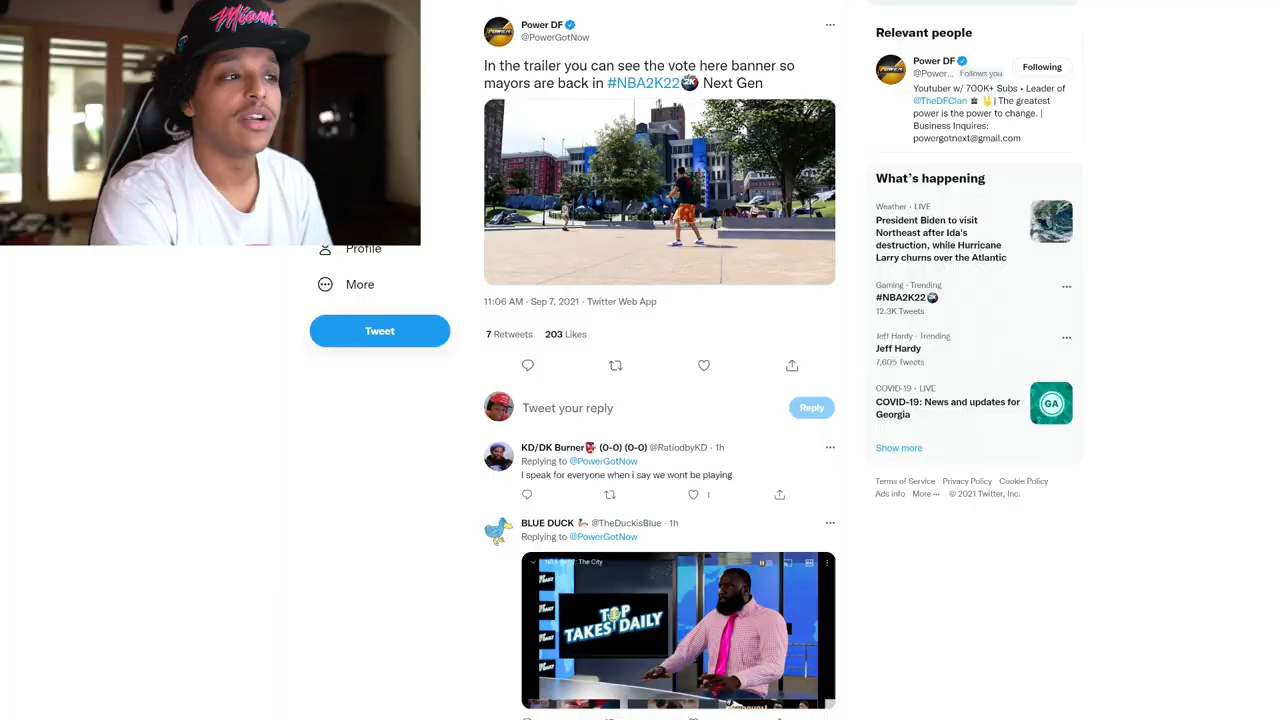 Miami
Profile
More
Tweet
Power DF
@PowerGotNow
In the trailer you can see the vote here banner so
mayors are back in #NBA2K22 Next Gen
11:06 AM · Sep 7, 2021 · Twitter Web App
7 Retweets 203 Likes
Tweet your reply
Reply
KD/DK Burner (0-0) (0-0) @RatiodbyKD · 1h
Replying to @PowerGotNow
I speak for everyone when i say we wont be playing
1
BLUE DUCK @TheDuckisBlue · 1h
Replying to @PowerGotNow
TOP
TAKES DAILY
Relevant people
Power DF
@Power... Follows you
Following
Youtuber w/ 700K+ Subs • Leader of
@TheDFClan | The greatest
power is the power to change. |
Business Inquires:
powergotnext@gmail.com
What's happening
Weather · LIVE
President Biden to visit
Northeast after Ida's
destruction, while Hurricane
Larry churns over the Atlantic
Gaming · Trending
#NBA2K22
12.3K Tweets
Jeff Hardy · Trending
Jeff Hardy
7,605 Tweets
COVID-19 · LIVE
COVID-19: News and updates for
Georgia
GA
Show more
Terms of Service Privacy Policy Cookie Policy
Ads info More ··· © 2021 Twitter, Inc.